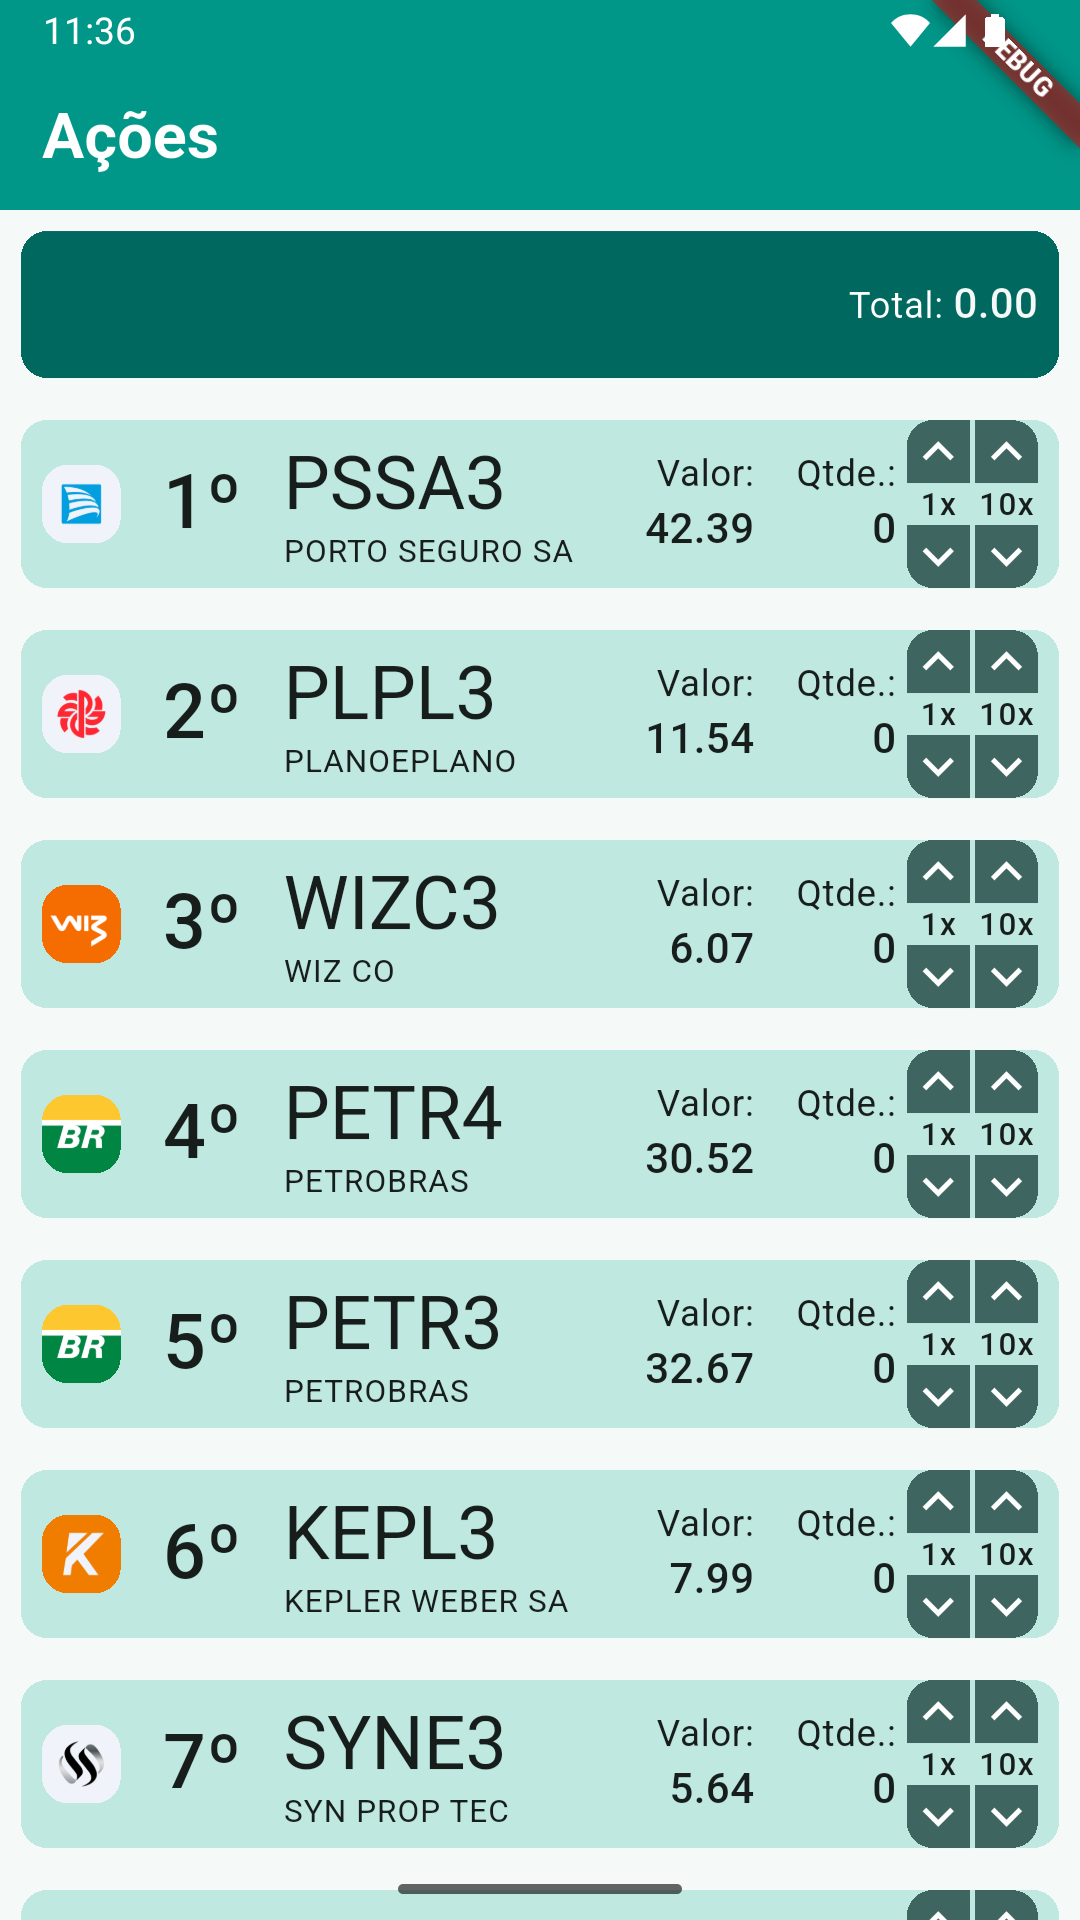 11:36
EBUG
Ações
Total: 0.00
1º PSSA3 PORTO SEGURO SA Valor: 42.39 Qtde.: 0 1x 10x
2º PLPL3 PLANOEPLANO Valor: 11.54 Qtde.: 0 1x 10x
WIZ 3º WIZC3 WIZ CO Valor: 6.07 Qtde.: 0 1x 10x
BR 4º PETR4 PETROBRAS Valor: 30.52 Qtde.: 0 1x 10x
BR 5º PETR3 PETROBRAS Valor: 32.67 Qtde.: 0 1x 10x
K 6º KEPL3 KEPLER WEBER SA Valor: 7.99 Qtde.: 0 1x 10x
7º SYNE3 SYN PROP TEC Valor: 5.64 Qtde.: 0 1x 10x